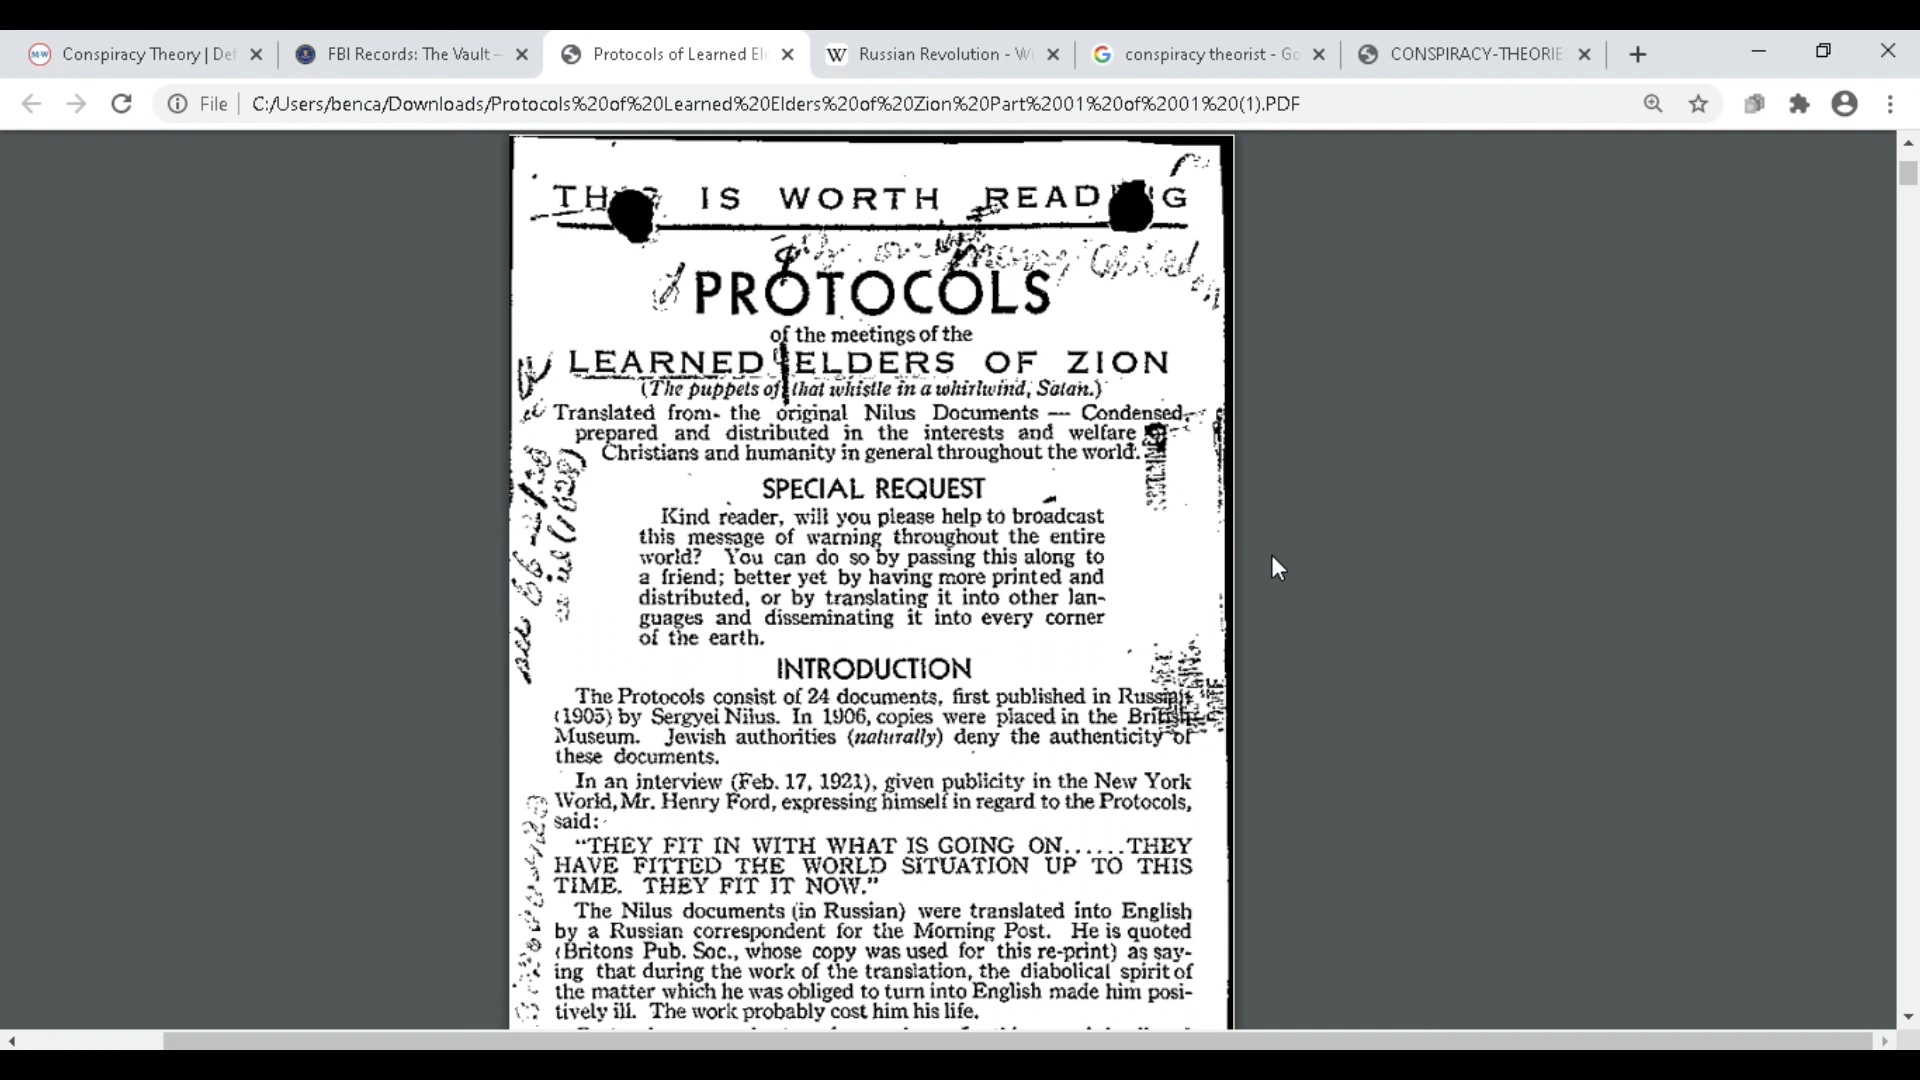 Conspiracy Theory | Def
FBI Records: The Vault —
Protocols of Learned El
Russian Revolution - Wi
conspiracy theorist - Go
CONSPIRACY-THEORIE
File
C:/Users/benca/Downloads/Protocols%20of%20Learned%20Elders%20of%20Zion%20Part%2001%20of%2001%20(1).PDF
IS WORTH
PROTOCOLS
of the meetings of the
LEARNED ELDERS OF ZION
(The puppets of that whistle in a whirlwind, Satan.)
Translated from the original Nilus Documents — Condensed,
prepared and distributed in the interests and welfare
Christians and humanity in general throughout the world.
SPECIAL REQUEST
Kind reader, will you please help to broadcast
this message of warning throughout the entire
world? You can do so by passing this along to
a friend; better yet by having more printed and
distributed, or by translating it into other lan-
guages and disseminating it into every corner
of the earth.
INTRODUCTION
The Protocols consist of 24 documents, first published in Russian
(1905) by Sergyei Nilus. In 1906, copies were placed in the British
Museum. Jewish authorities (naturally) deny the authenticity of
these documents.
In an interview (Feb. 17, 1921), given publicity in the New York
World, Mr. Henry Ford, expressing himself in regard to the Protocols,
said:
"THEY FIT IN WITH WHAT IS GOING ON......THEY
HAVE FITTED THE WORLD SITUATION UP TO THIS
TIME. THEY FIT IT NOW."
The Nilus documents (in Russian) were translated into English
by a Russian correspondent for the Morning Post. He is quoted
(Britons Pub. Soc., whose copy was used for this re-print) as say-
ing that during the work of the translation, the diabolical spirit of
the matter which he was obliged to turn into English made him posi-
tively ill. The work probably cost him his life.